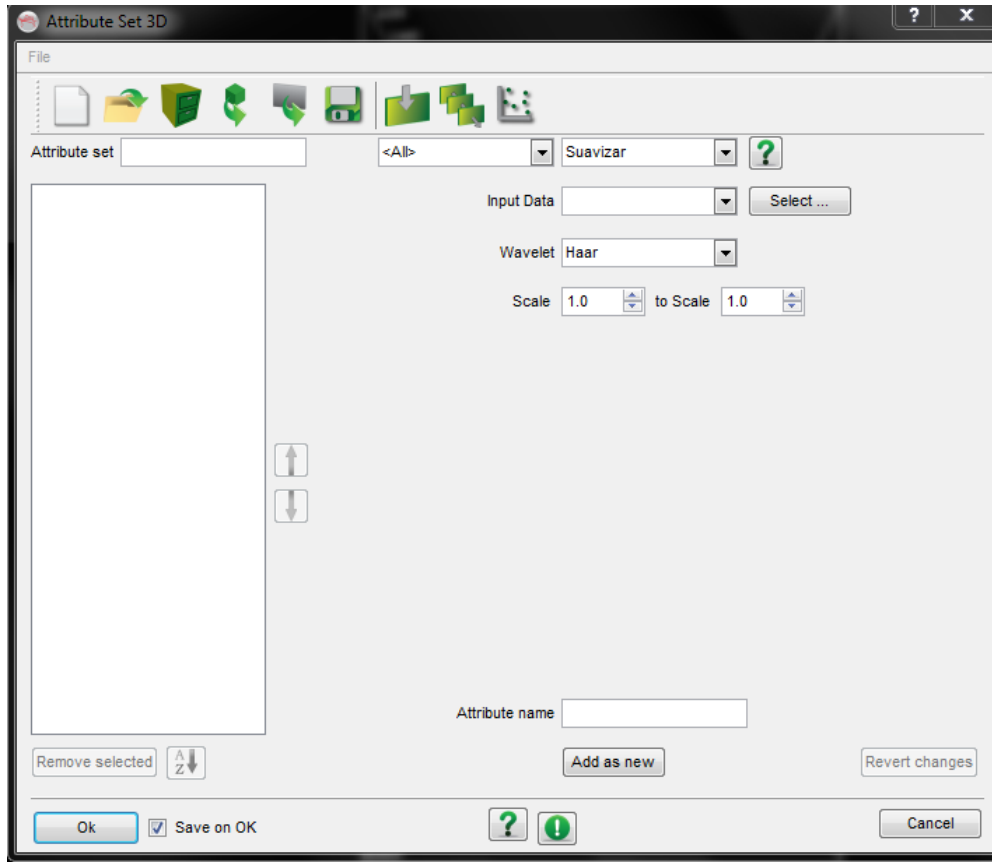 Attribute Set 3D
File
Attribute set <All> Suavizar
Input Data Select ...
Wavelet Haar
Scale 1.0 to Scale 1.0
Attribute name
Remove selected A Z Add as new Revert changes
Ok Save on OK Cancel